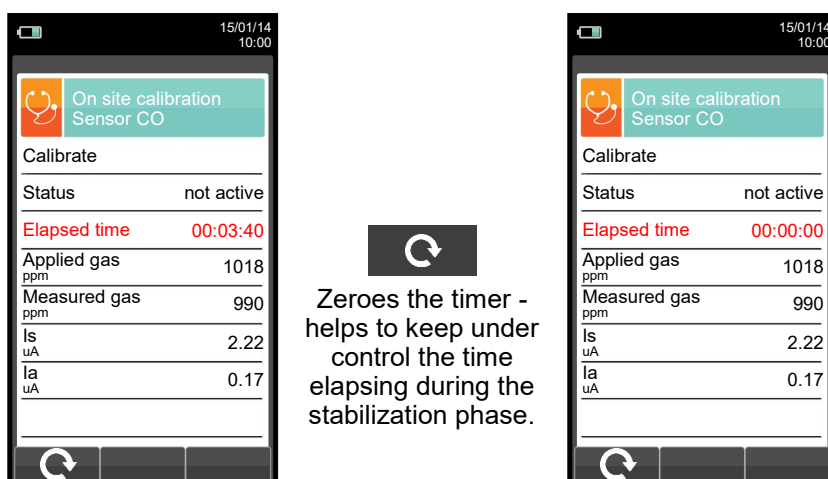 15/01/14
10:00
On site calibration
Sensor CO
Calibrate
Status not active
Elapsed time 00:03:40
Applied gas 1018
ppm
Measured gas 990
ppm
Is 2.22
uA
Ia 0.17
uA
Zeroes the timer -
helps to keep under
control the time
elapsing during the
stabilization phase.
15/01/14
10:00
On site calibration
Sensor CO
Calibrate
Status not active
Elapsed time 00:00:00
Applied gas 1018
ppm
Measured gas 990
ppm
Is 2.22
uA
Ia 0.17
uA